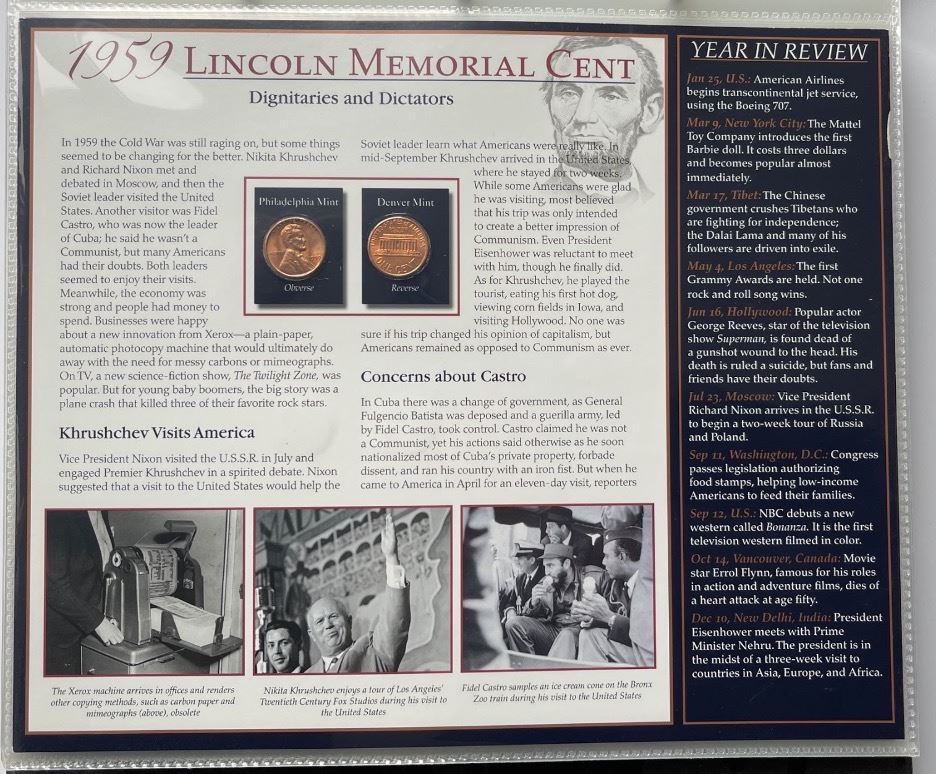 1959 LINCOLN MEMORIAL CENT
Dignitaries and Dictators
In 1959 the Cold War was still raging on, but some things
seemed to be changing for the better. Nikita Khrushchev
and Richard Nixon met and
debated in Moscow, and then the
Soviet leader visited the United
States. Another visitor was Fidel
Castro, who was now the leader
of Cuba; he said he wasn't a
Communist, but many Americans
had their doubts. Both leaders
seemed to enjoy their visits.
Meanwhile, the economy was
strong and people had money to
spend. Businesses were happy
about a new innovation from Xerox—a plain-paper,
automatic photocopy machine that would ultimately do
away with the need for messy carbons or mimeographs.
On TV, a new science-fiction show, The Twilight Zone, was
popular. But for young baby boomers, the big story was a
plane crash that killed three of their favorite rock stars.
Khrushchev Visits America
Vice President Nixon visited the U.S.S.R. in July and
engaged Premier Khrushchev in a spirited debate. Nixon
suggested that a visit to the United States would help the
Philadelphia Mint
Obverse
Denver Mint
Reverse
Soviet leader learn what Americans were really like. In
mid-September Khrushchev arrived in the United States,
where he stayed for two weeks.
While some Americans were glad
he was visiting, most believed
that his trip was only intended
to create a better impression of
Communism. Even President
Eisenhower was reluctant to meet
with him, though he finally did.
As for Khrushchev, he played the
tourist, eating his first hot dog,
viewing corn fields in Iowa, and
visiting Hollywood. No one was
sure if his trip changed his opinion of capitalism, but
Americans remained as opposed to Communism as ever.
Concerns about Castro
In Cuba there was a change of government, as General
Fulgencio Batista was deposed and a guerilla army, led
by Fidel Castro, took control. Castro claimed he was not
a Communist, yet his actions said otherwise as he soon
nationalized most of Cuba's private property, forbade
dissent, and ran his country with an iron fist. But when he
came to America in April for an eleven-day visit, reporters
The Xerox machine arrives in offices and renders
other copying methods, such as carbon paper and
mimeographs (above), obsolete
Nikita Khrushchev enjoys a tour of Los Angeles'
Twentieth Century Fox Studios during his visit to
the United States
Fidel Castro samples an ice cream cone on the Bronx
Zoo train during his visit to the United States
YEAR IN REVIEW
Jan 25, U.S.: American Airlines
begins transcontinental jet service,
using the Boeing 707.
Mar 9, New York City: The Mattel
Toy Company introduces the first
Barbie doll. It costs three dollars
and becomes popular almost
immediately.
Mar 17, Tibet: The Chinese
government crushes Tibetans who
are fighting for independence;
the Dalai Lama and many of his
followers are driven into exile.
May 4, Los Angeles: The first
Grammy Awards are held. Not one
rock and roll song wins.
Jun 16, Hollywood: Popular actor
George Reeves, star of the television
show Superman, is found dead of
a gunshot wound to the head. His
death is ruled a suicide, but fans and
friends have their doubts.
Jul 23, Moscow: Vice President
Richard Nixon arrives in the U.S.S.R.
to begin a two-week tour of Russia
and Poland.
Sep 11, Washington, D.C.: Congress
passes legislation authorizing
food stamps, helping low-income
Americans to feed their families.
Sep 12, U.S.: NBC debuts a new
western called Bonanza. It is the first
television western filmed in color.
Oct 14, Vancouver, Canada: Movie
star Errol Flynn, famous for his roles
in action and adventure films, dies of
a heart attack at age fifty.
Dec 10, New Delhi, India: President
Eisenhower meets with Prime
Minister Nehru. The president is in
the midst of a three-week visit to
countries in Asia, Europe, and Africa.